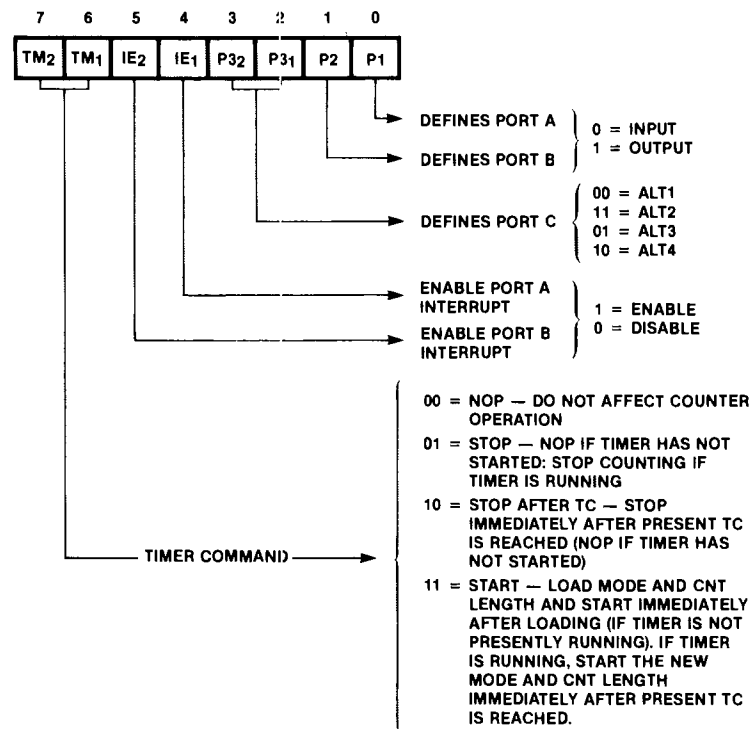 7 6 5 4 3 2 1 0
TM2 TM1 IE2 IE1 P32 P31 P2 P1
DEFINES PORT A
0 = INPUT
1 = OUTPUT
DEFINES PORT B
DEFINES PORT C
00 = ALT1
11 = ALT2
01 = ALT3
10 = ALT4
ENABLE PORT A
INTERRUPT
1 = ENABLE
0 = DISABLE
ENABLE PORT B
INTERRUPT
TIMER COMMAND
00 = NOP — DO NOT AFFECT COUNTER
OPERATION
01 = STOP — NOP IF TIMER HAS NOT
STARTED: STOP COUNTING IF
TIMER IS RUNNING
10 = STOP AFTER TC — STOP
IMMEDIATELY AFTER PRESENT TC
IS REACHED (NOP IF TIMER HAS
NOT STARTED)
11 = START — LOAD MODE AND CNT
LENGTH AND START IMMEDIATELY
AFTER LOADING (IF TIMER IS NOT
PRESENTLY RUNNING). IF TIMER
IS RUNNING, START THE NEW
MODE AND CNT LENGTH
IMMEDIATELY AFTER PRESENT TC
IS REACHED.